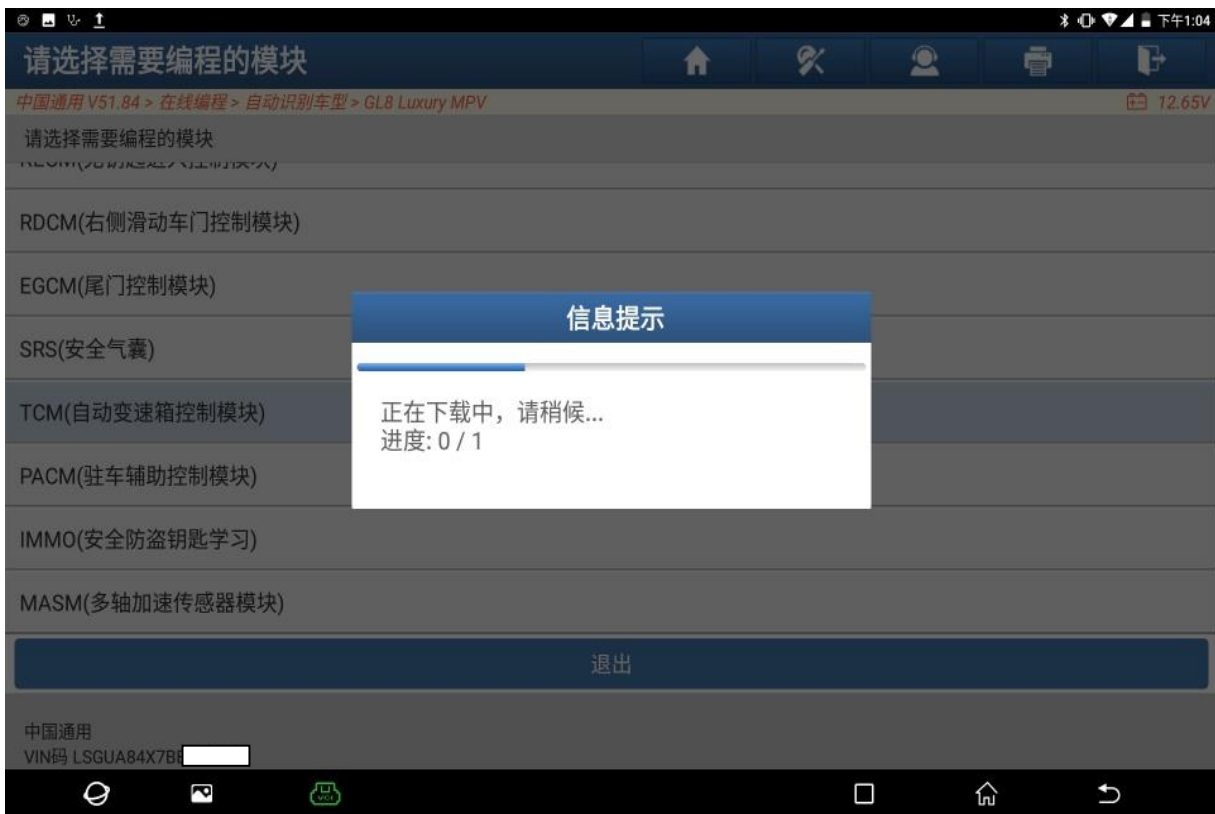 下午1:04
请选择需要编程的模块
中国通用 V51.84 > 在线编程 > 自动识别车型 > GL8 Luxury MPV
12.65V
请选择需要编程的模块
RDCM(右侧滑动车门控制模块)
EGCM(尾门控制模块)
SRS(安全气囊)
TCM(自动变速箱控制模块)
PACM(驻车辅助控制模块)
IMMO(安全防盗钥匙学习)
MASM(多轴加速传感器模块)
信息提示
正在下载中，请稍候...
进度: 0 / 1
退出
中国通用
VIN码 LSGUA84X7B
VCI